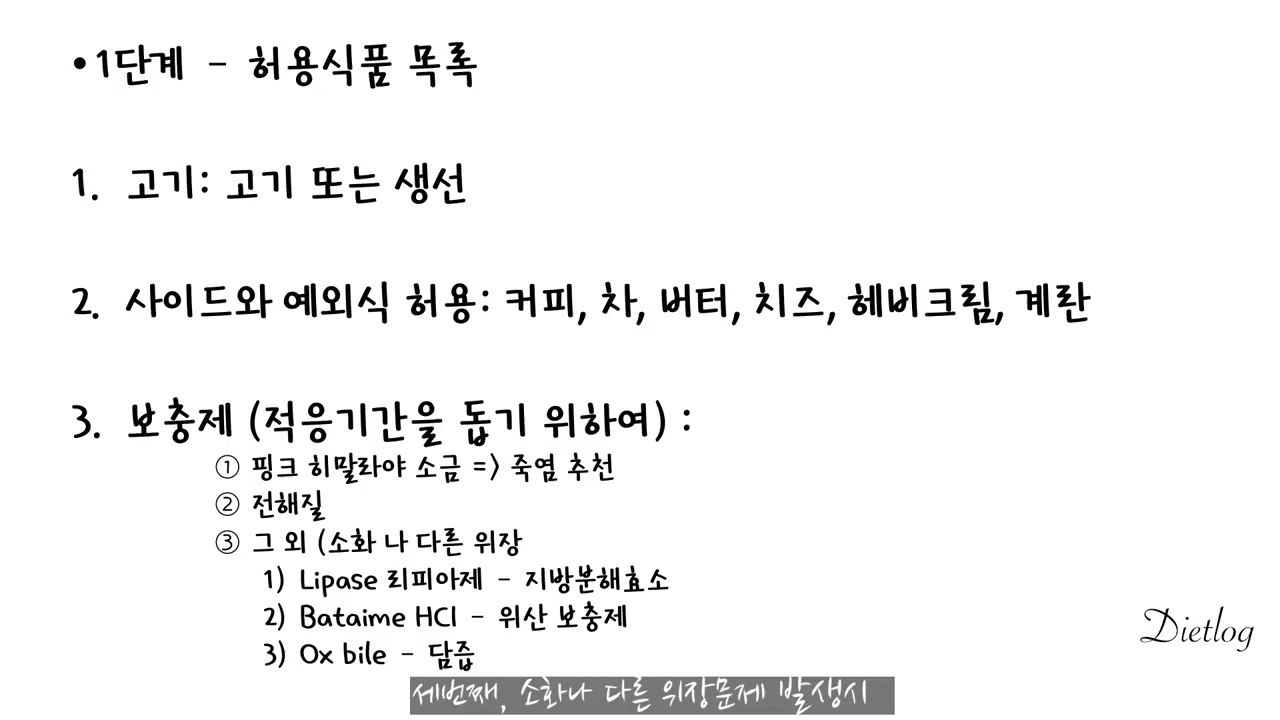 •1단계 - 허용식품 목록
1. 고기: 고기 또는 생선
2. 사이드와 예외식 허용: 커피, 차, 버터, 치즈, 헤비크림, 계란
3. 보충제 (적응기간을 돕기 위하여) :
① 핑크 히말라야 소금 => 죽염 추천
② 전해질
③ 그 외 (소화 나 다른 위장
1) Lipase 리피아제 - 지방분해효소
2) Bataime HCl - 위산 보충제
3) Ox bile - 담즙
Dietlog
세번째, 소화나 다른 위장문제 발생시